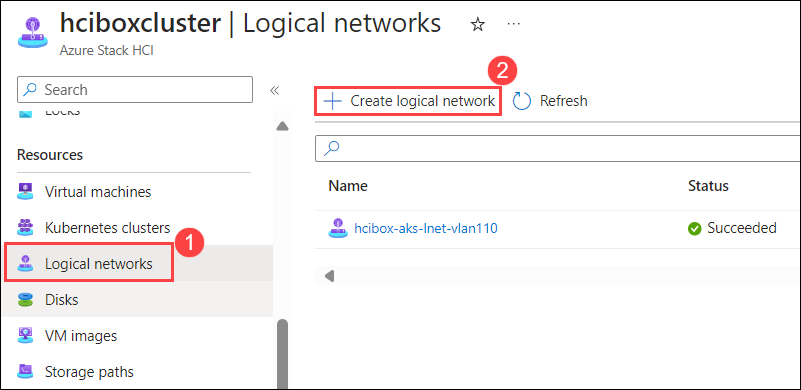 hciboxcluster | Logical networks ☆ ···
Azure Stack HCI
2
Search «
+ Create logical network Refresh
Locks
Resources
Name Status
Virtual machines
Kubernetes clusters hcibox-aks-lnet-vlan110 Succeeded
1
Logical networks
Disks
VM images
Storage paths